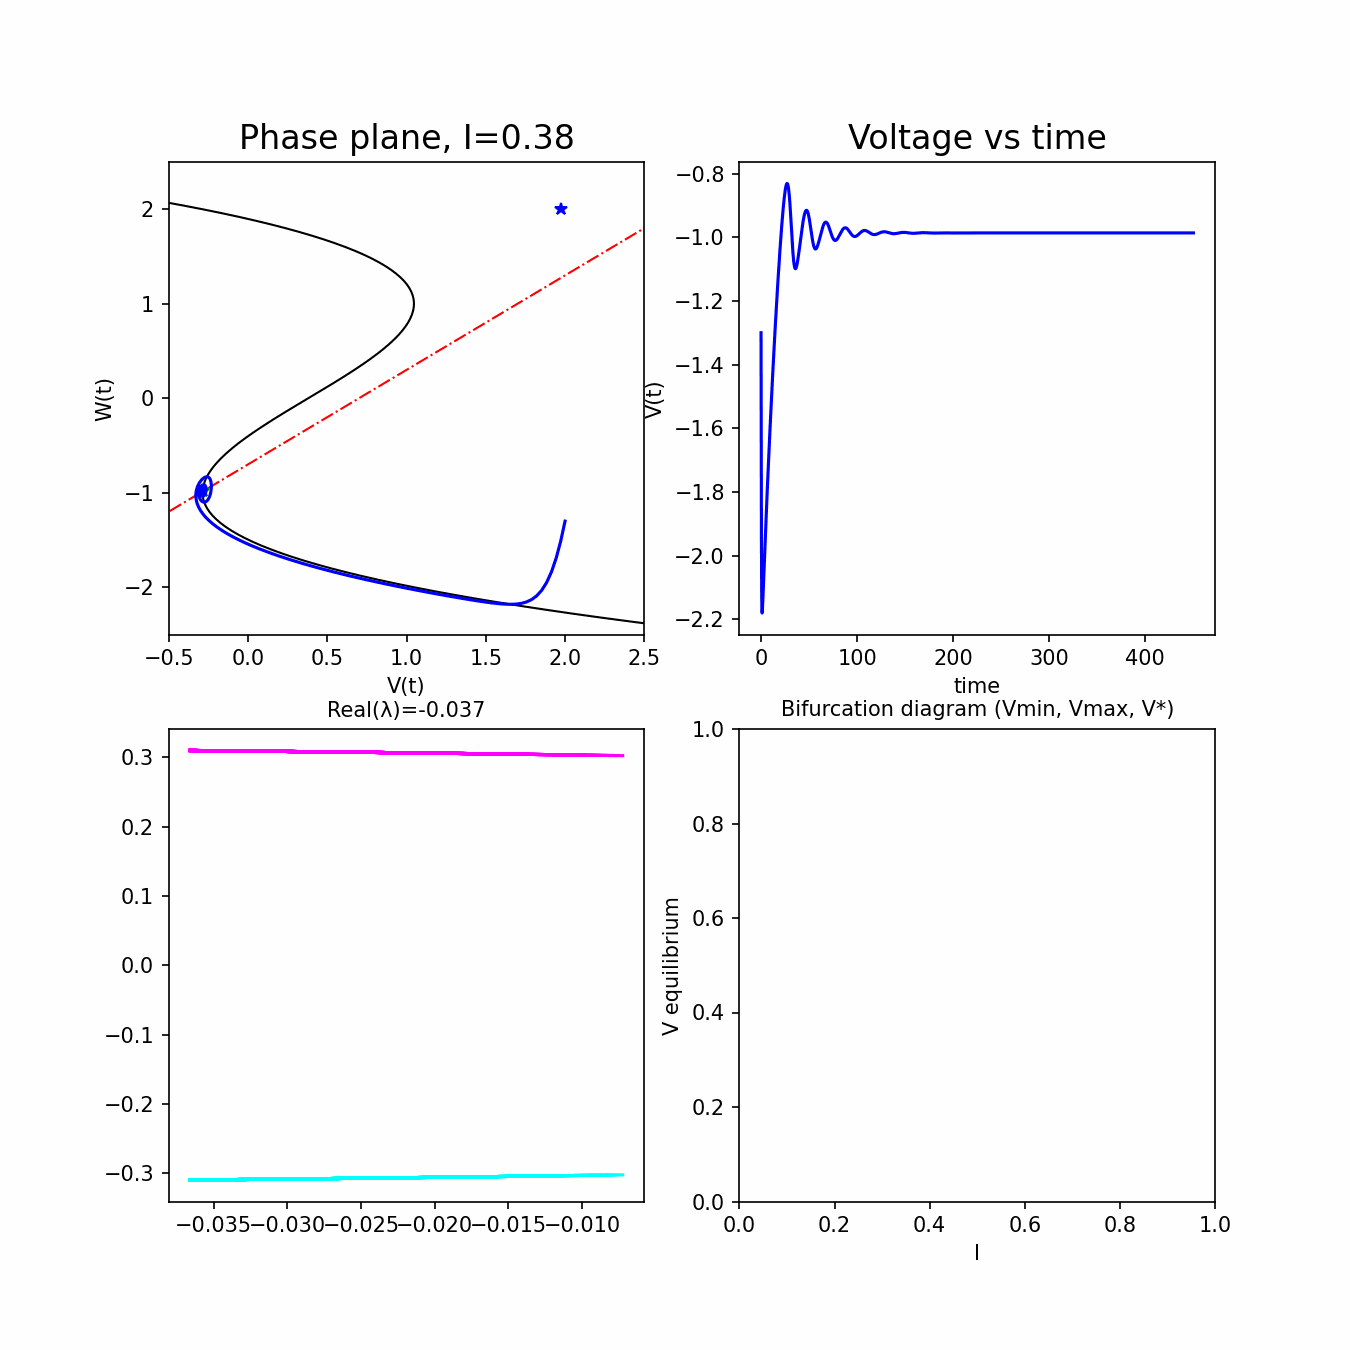 Phase plane, I=0.38
2
1
0
−1
−2
W(t)
−0.5 0.0 0.5 1.0 1.5 2.0 2.5
V(t)
Voltage vs time
−0.8
−1.0
−1.2
−1.4
−1.6
−1.8
−2.0
−2.2
V(t)
0 100 200 300 400
time
Real(λ)=-0.037
0.3
0.2
0.1
0.0
−0.1
−0.2
−0.3
−0.035 −0.030 −0.025 −0.020 −0.015 −0.010
Bifurcation diagram (Vmin, Vmax, V*)
1.0
0.8
0.6
0.4
0.2
0.0
V equilibrium
0.0 0.2 0.4 0.6 0.8 1.0
I